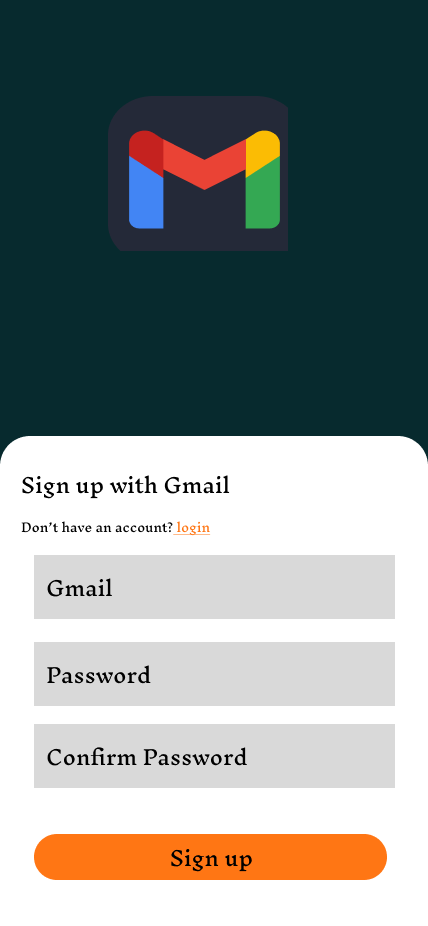 Sign up with Gmail
Don't have an account? login
Gmail
Password
Confirm Password
Sign up